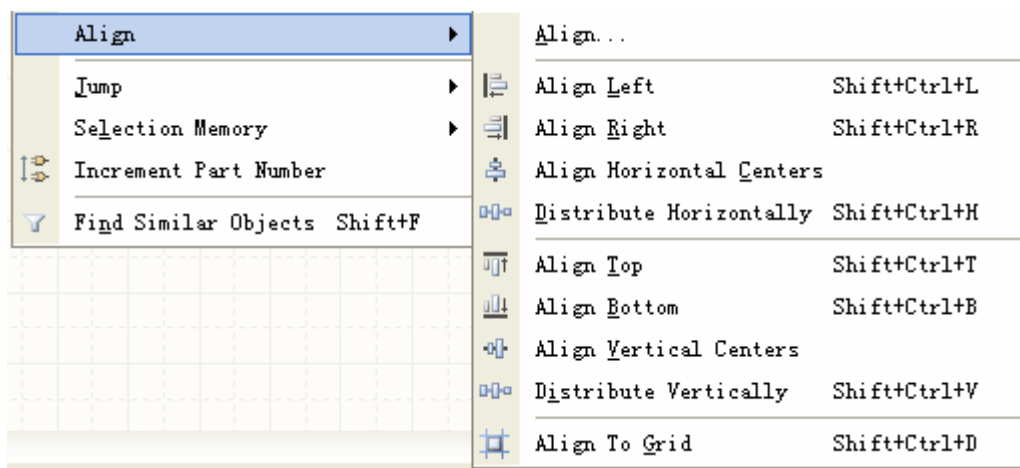 Align
Jump
Selection Memory
Increment Part Number
Find Similar Objects Shift+F
Align...
Align Left Shift+Ctrl+L
Align Right Shift+Ctrl+R
Align Horizontal Centers
Distribute Horizontally Shift+Ctrl+H
Align Top Shift+Ctrl+T
Align Bottom Shift+Ctrl+B
Align Vertical Centers
Distribute Vertically Shift+Ctrl+V
Align To Grid Shift+Ctrl+D